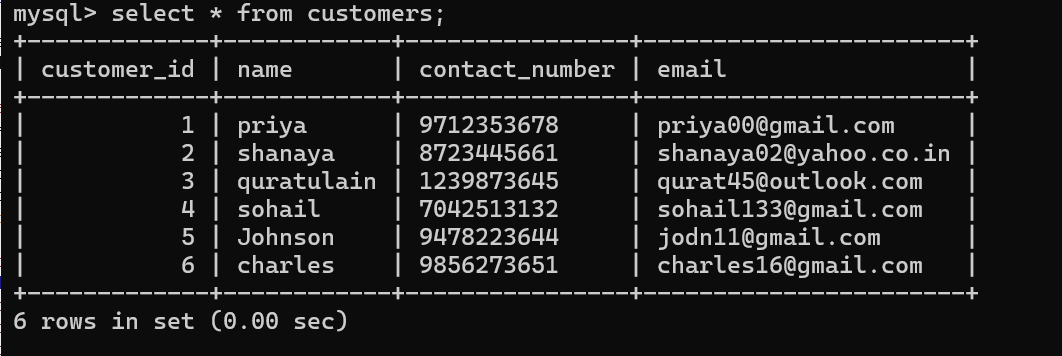 mysql> select * from customers;
+-------------+------------+----------------+-----------------------+
| customer_id | name       | contact_number | email                 |
+-------------+------------+----------------+-----------------------+
|           1 | priya      | 9712353678     | priya00@gmail.com     |
|           2 | shanaya    | 8723445661     | shanaya02@yahoo.co.in |
|           3 | quratulain | 1239873645     | qurat45@outlook.com   |
|           4 | sohail     | 7042513132     | sohail133@gmail.com   |
|           5 | Johnson    | 9478223644     | jodn11@gmail.com      |
|           6 | charles    | 9856273651     | charles16@gmail.com   |
+-------------+------------+----------------+-----------------------+
6 rows in set (0.00 sec)